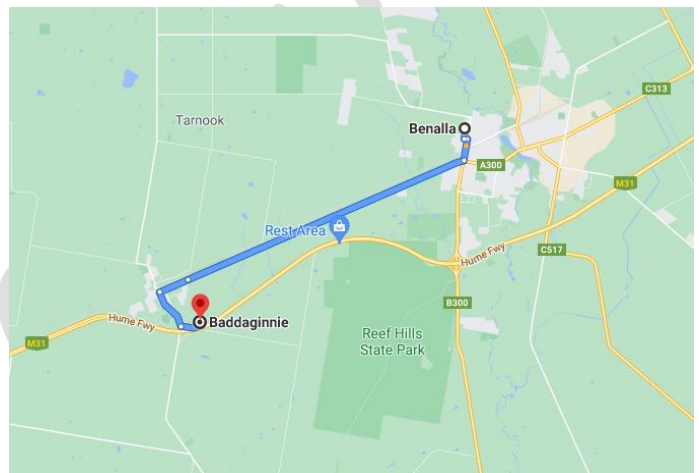 C313
Tarnook
Benalla
A300
M31
Rest Area
C517
Hume Fwy
B300
Baddaginnie
Hume Fwy
M31
Reef Hills
State Park